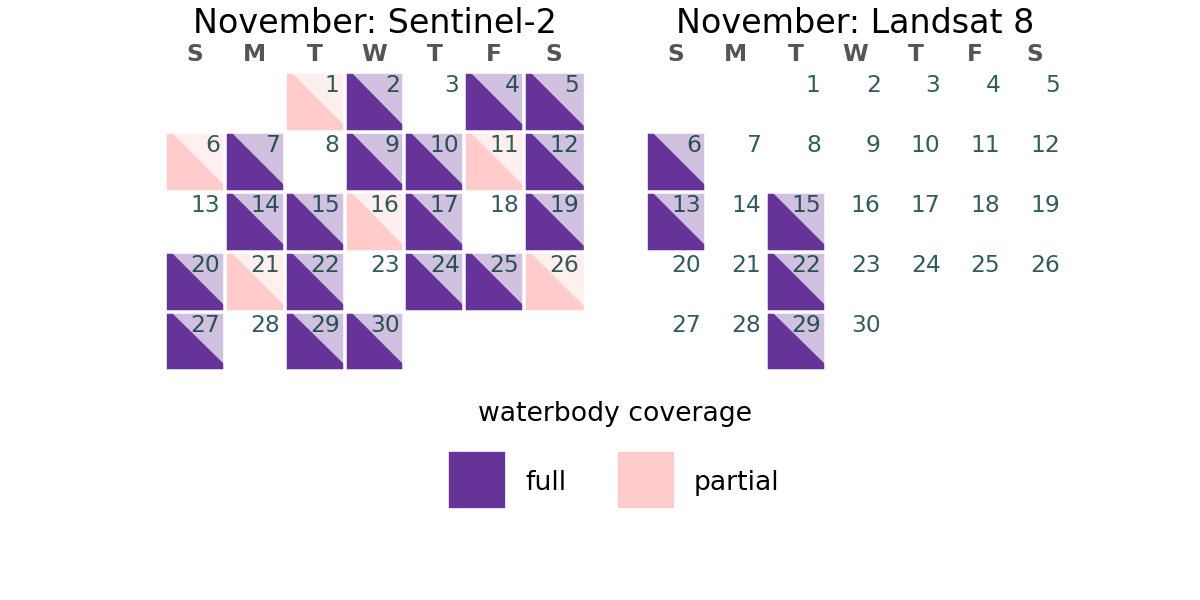 November: Sentinel-2
S M T W T F S
1 2 3 4 5
6 7 8 9 10 11 12
13 14 15 16 17 18 19
20 21 22 23 24 25 26
27 28 29 30
November: Landsat 8
S M T W T F S
1 2 3 4 5
6 7 8 9 10 11 12
13 14 15 16 17 18 19
20 21 22 23 24 25 26
27 28 29 30
waterbody coverage
full partial